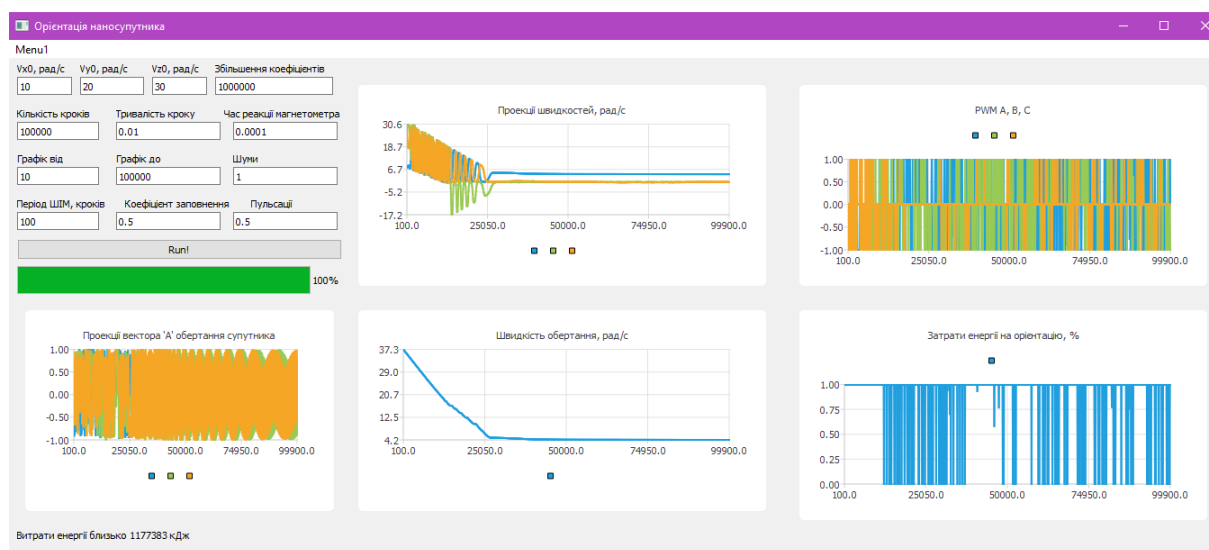 Орієнтація наносупутника
Menu1
Vx0, рад/с Vy0, рад/с Vz0, рад/с Збільшення коефіцієнтів
10 20 30 1000000
Кількість кроків Тривалість кроку Час реакції магнетометра
100000 0.01 0.0001
Графік від Графік до Шуми
10 100000 1
Період ШІМ, кроків Коефіцієнт заповнення Пульсації
100 0.5 0.5
Run!
100%
Проекції швидкостей, рад/с
30.6
18.7
6.7
-5.2
-17.2
100.0 25050.0 50000.0 74950.0 99900.0
PWM A, B, C
1.00
0.50
0.00
-0.50
-1.00
100.0 25050.0 50000.0 74950.0 99900.0
Проекції вектора 'A' обертання супутника
1.00
0.50
0.00
-0.50
-1.00
100.0 25050.0 50000.0 74950.0 99900.0
Швидкість обертання, рад/с
37.3
29.0
20.7
12.5
4.2
100.0 25050.0 50000.0 74950.0 99900.0
Затрати енергії на орієнтацію, %
1.00
0.75
0.50
0.25
0.00
100.0 25050.0 50000.0 74950.0 99900.0
Витрати енергії близько 1177383 кДж